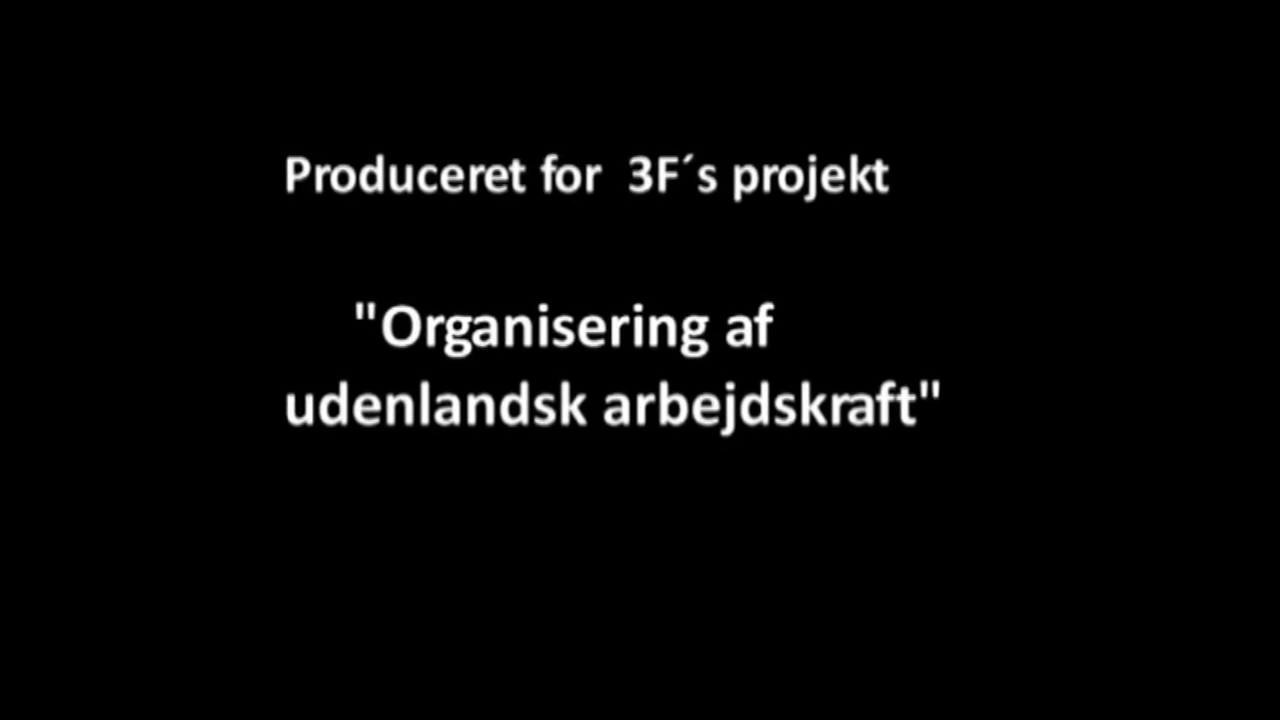 Produceret for  3F´s projekt
"Organisering af
udenlandsk arbejdskraft"